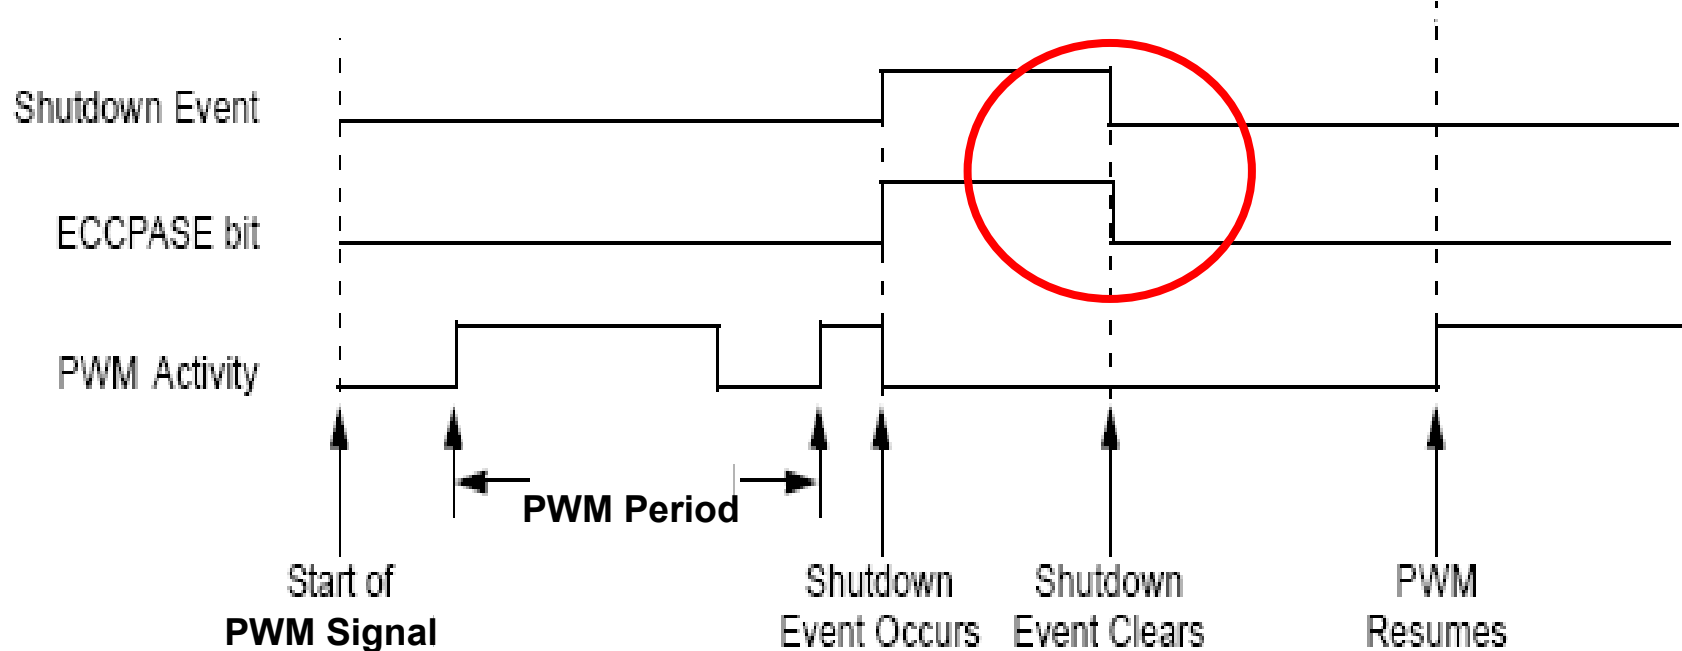 Shutdown Event
ECCPASE bit
PWM Activity
PWM Period
Start of
PWM Signal
Shutdown
Event Occurs
Shutdown
Event Clears
PWM
Resumes